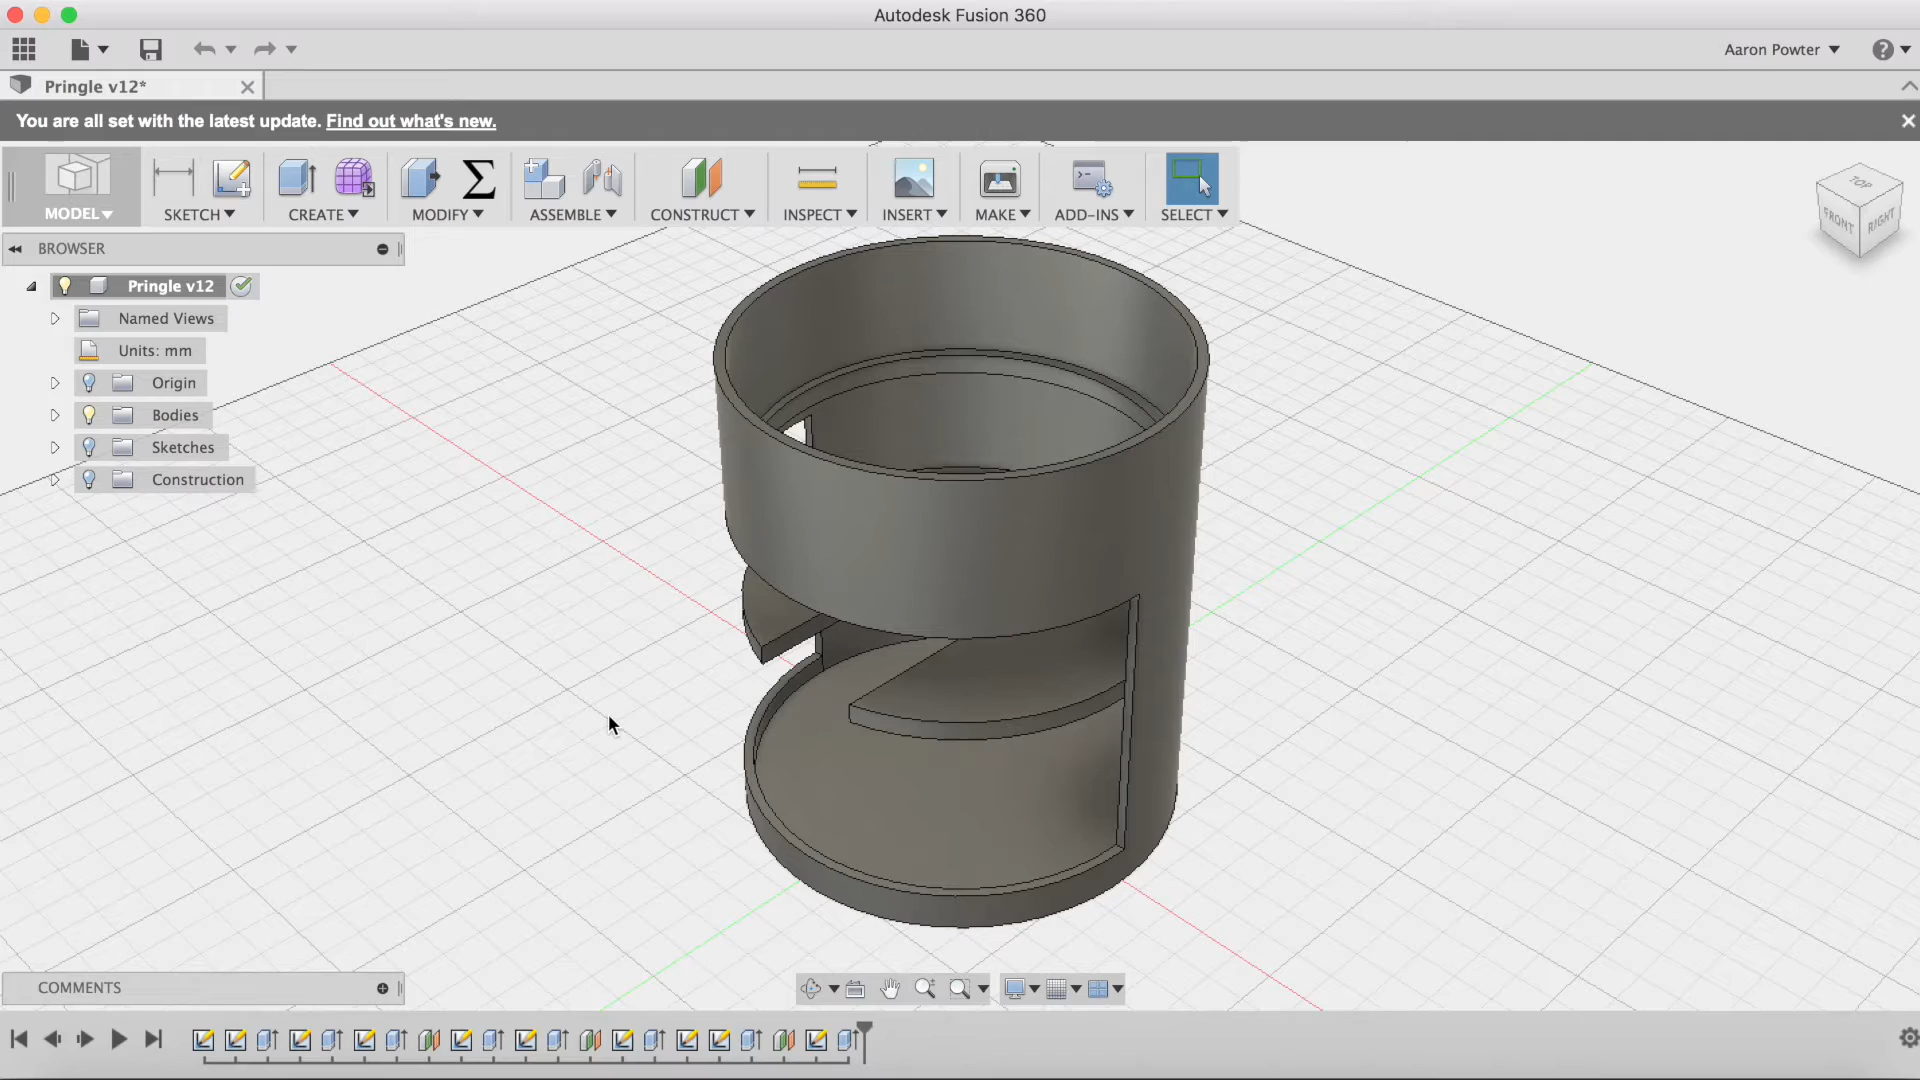 Autodesk Fusion 360
Aaron Powter
Pringle v12*
You are all set with the latest update. Find out what's new.
MODEL SKETCH CREATE MODIFY ASSEMBLE CONSTRUCT INSPECT INSERT MAKE ADD-INS SELECT
TOP
FRONT RIGHT
BROWSER
Pringle v12
Named Views
Units: mm
Origin
Bodies
Sketches
Construction
COMMENTS